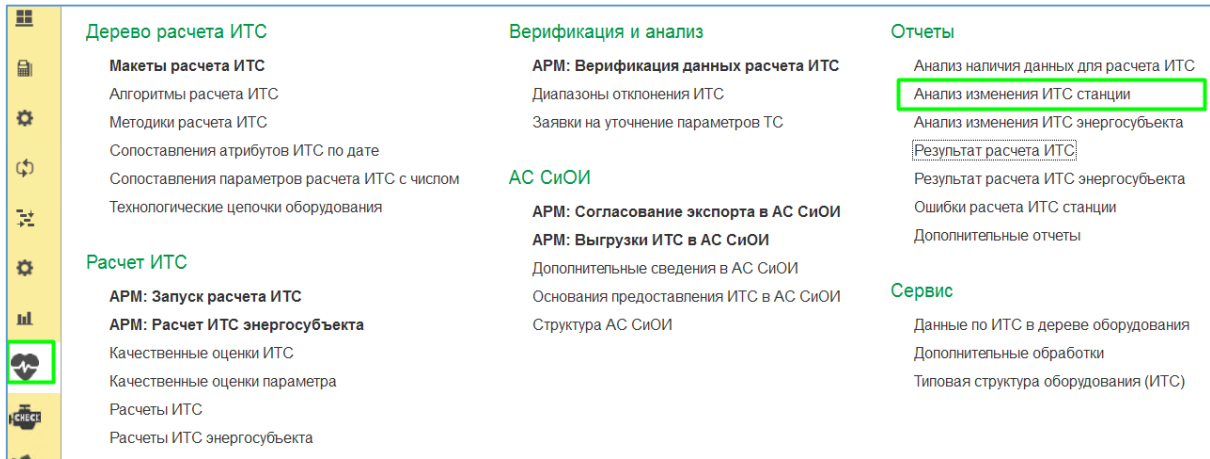 Дерево расчета ИТС
Макеты расчета ИТС
Алгоритмы расчета ИТС
Методики расчета ИТС
Сопоставления атрибутов ИТС по дате
Сопоставления параметров расчета ИТС с числом
Технологические цепочки оборудования
Расчет ИТС
АРМ: Запуск расчета ИТС
АРМ: Расчет ИТС энергосубъекта
Качественные оценки ИТС
Качественные оценки параметра
Расчеты ИТС
Расчеты ИТС энергосубъекта
Верификация и анализ
АРМ: Верификация данных расчета ИТС
Диапазоны отклонения ИТС
Заявки на уточнение параметров ТС
АС СиОИ
АРМ: Согласование экспорта в АС СиОИ
АРМ: Выгрузки ИТС в АС СиОИ
Дополнительные сведения в АС СиОИ
Основания предоставления ИТС в АС СиОИ
Структура АС СиОИ
Отчеты
Анализ наличия данных для расчета ИТС
Анализ изменения ИТС станции
Анализ изменения ИТС энергосубъекта
Результат расчета ИТС
Результат расчета ИТС энергосубъекта
Ошибки расчета ИТС станции
Дополнительные отчеты
Сервис
Данные по ИТС в дереве оборудования
Дополнительные обработки
Типовая структура оборудования (ИТС)
CHECK